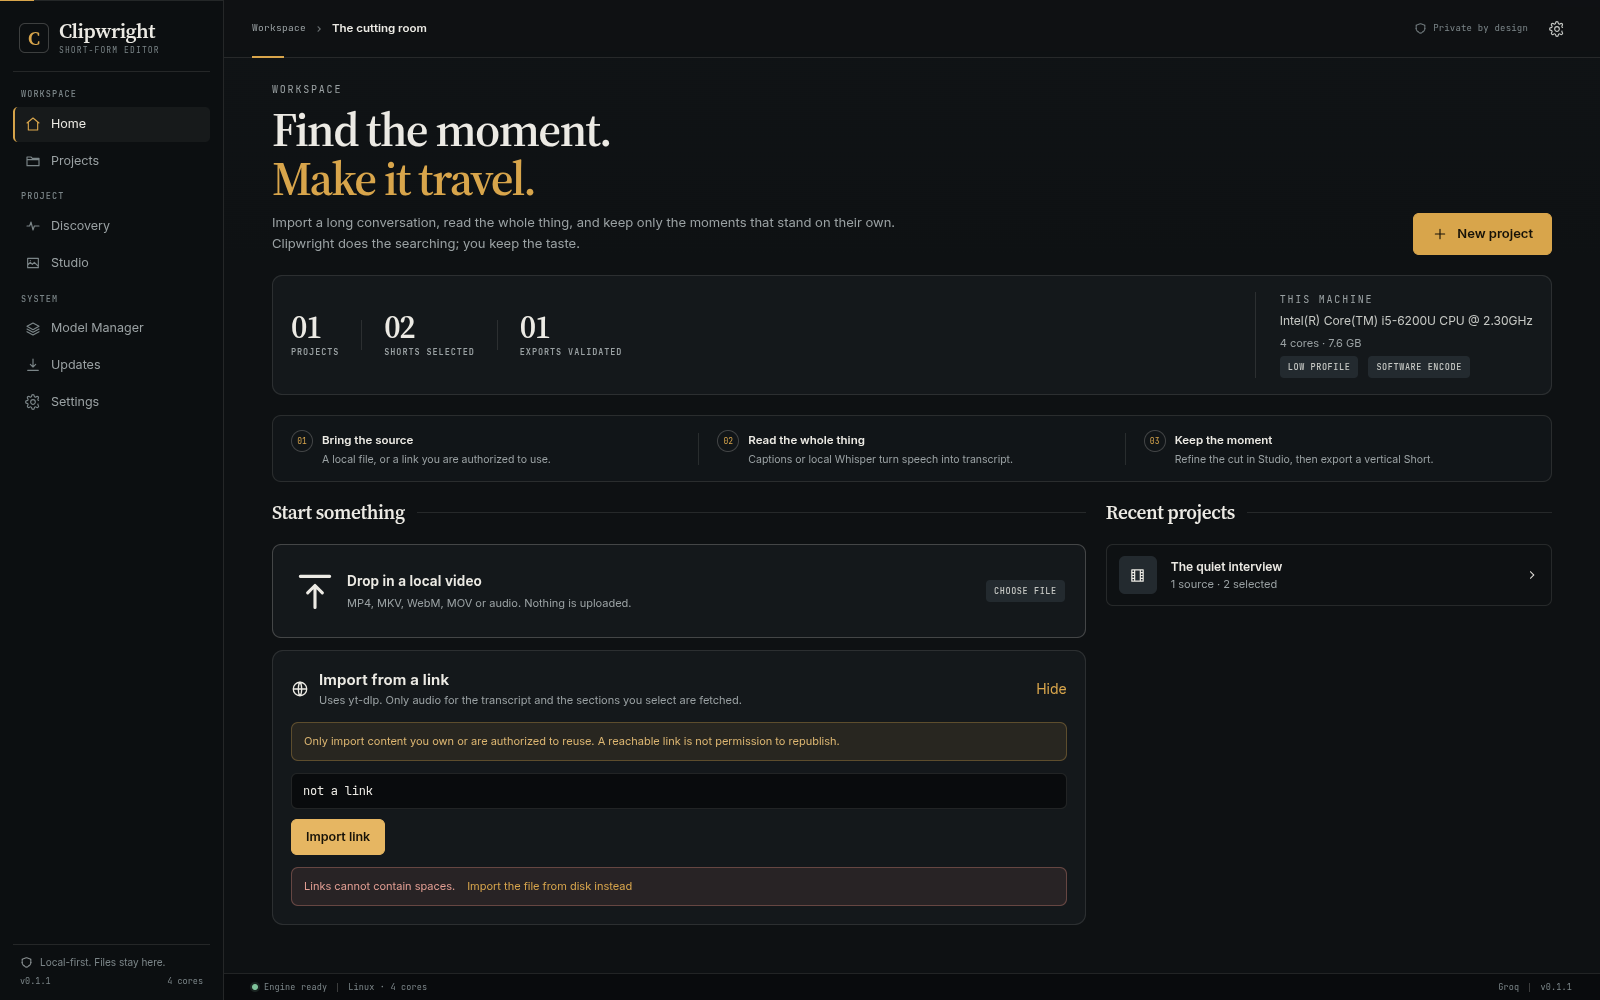 C
Clipwright
SHORT-FORM EDITOR
WORKSPACE
Home
Projects
PROJECT
Discovery
Studio
SYSTEM
Model Manager
Updates
Settings
Local-first. Files stay here.
v0.1.1 4 cores
Workspace › The cutting room
Private by design
WORKSPACE
Find the moment.
Make it travel.
Import a long conversation, read the whole thing, and keep only the moments that stand on their own.
Clipwright does the searching; you keep the taste.
New project
01
PROJECTS
02
SHORTS SELECTED
01
EXPORTS VALIDATED
THIS MACHINE
Intel(R) Core(TM) i5-6200U CPU @ 2.30GHz
4 cores · 7.6 GB
LOW PROFILE SOFTWARE ENCODE
01 Bring the source
A local file, or a link you are authorized to use.
02 Read the whole thing
Captions or local Whisper turn speech into transcript.
03 Keep the moment
Refine the cut in Studio, then export a vertical Short.
Start something
Drop in a local video
MP4, MKV, WebM, MOV or audio. Nothing is uploaded.
CHOOSE FILE
Import from a link
Uses yt-dlp. Only audio for the transcript and the sections you select are fetched.
Hide
Only import content you own or are authorized to reuse. A reachable link is not permission to republish.
not a link
Import link
Links cannot contain spaces. Import the file from disk instead
Recent projects
The quiet interview
1 source · 2 selected
Engine ready | Linux · 4 cores
Groq | v0.1.1